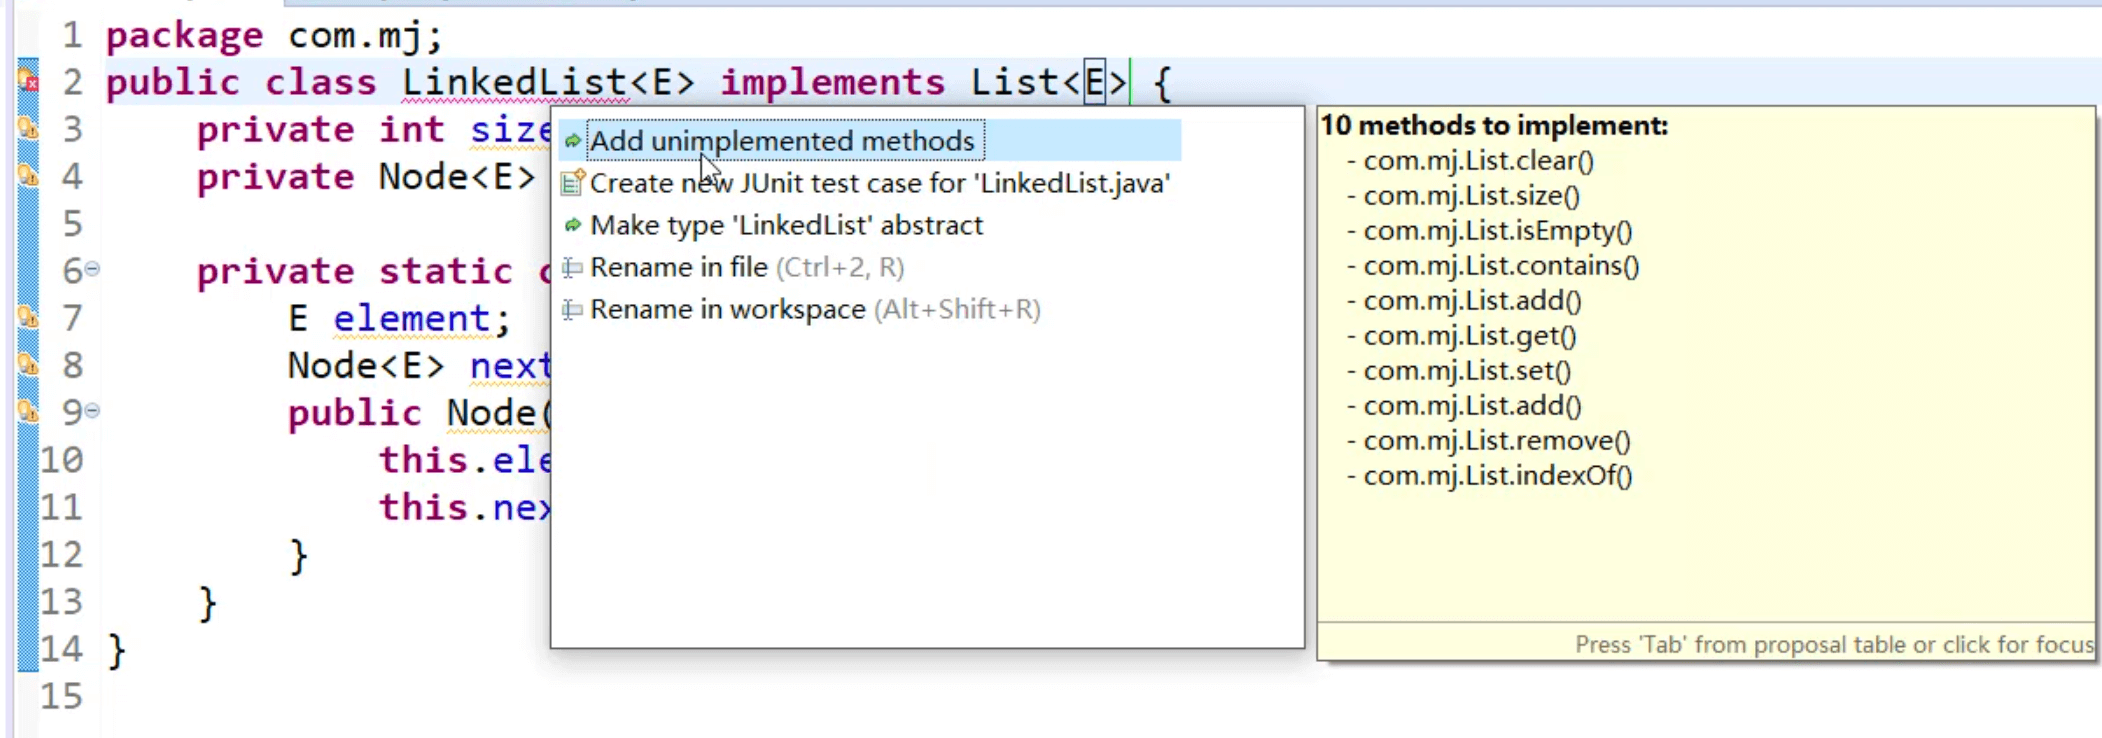 1 package com.mj;
2 public class LinkedList<E> implements List<E> {
3 private int size
4 private Node<E>
5
6 private static c
7 E element;
8 Node<E> next
9 public Node(
10 this.ele
11 this.nex
12 }
13 }
14 }
15
Add unimplemented methods
Create new JUnit test case for 'LinkedList.java'
Make type 'LinkedList' abstract
Rename in file (Ctrl+2, R)
Rename in workspace (Alt+Shift+R)
10 methods to implement:
- com.mj.List.clear()
- com.mj.List.size()
- com.mj.List.isEmpty()
- com.mj.List.contains()
- com.mj.List.add()
- com.mj.List.get()
- com.mj.List.set()
- com.mj.List.add()
- com.mj.List.remove()
- com.mj.List.indexOf()
Press 'Tab' from proposal table or click for focus